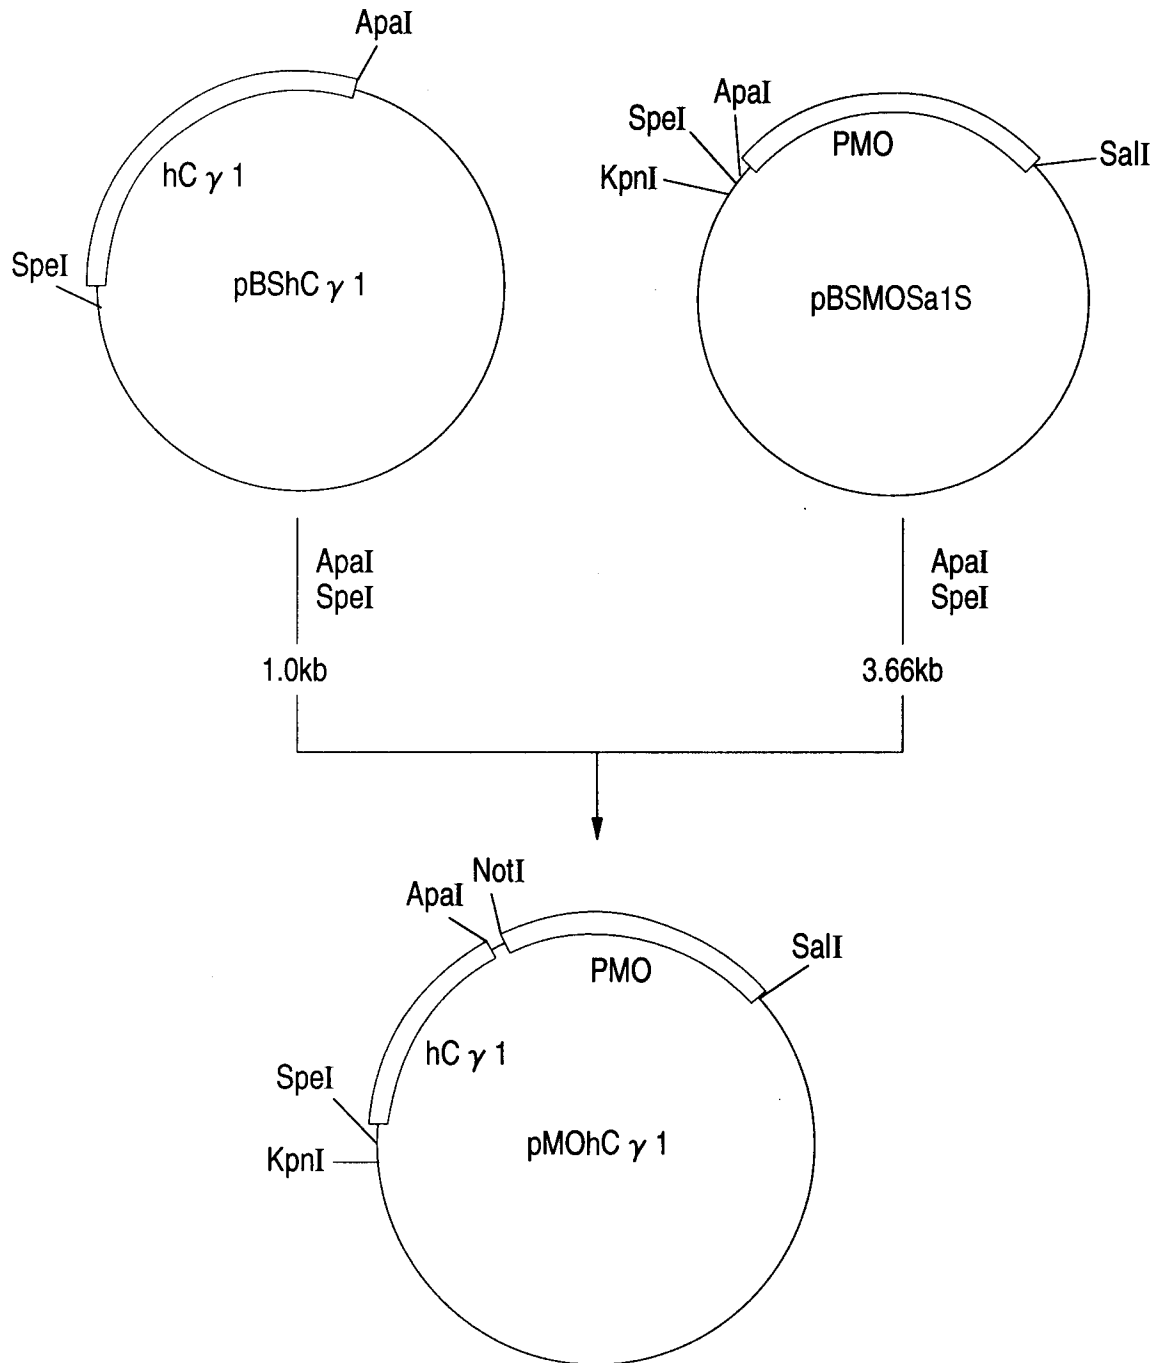 ApaI
hC γ 1
SpeI
pBShC γ 1
ApaI
SpeI
KpnI
PMO
SalI
pBSMOSa1S
ApaI
SpeI
1.0kb
ApaI
SpeI
3.66kb
NotI
ApaI
PMO
SalI
hC γ 1
SpeI
KpnI
pMOhC γ 1